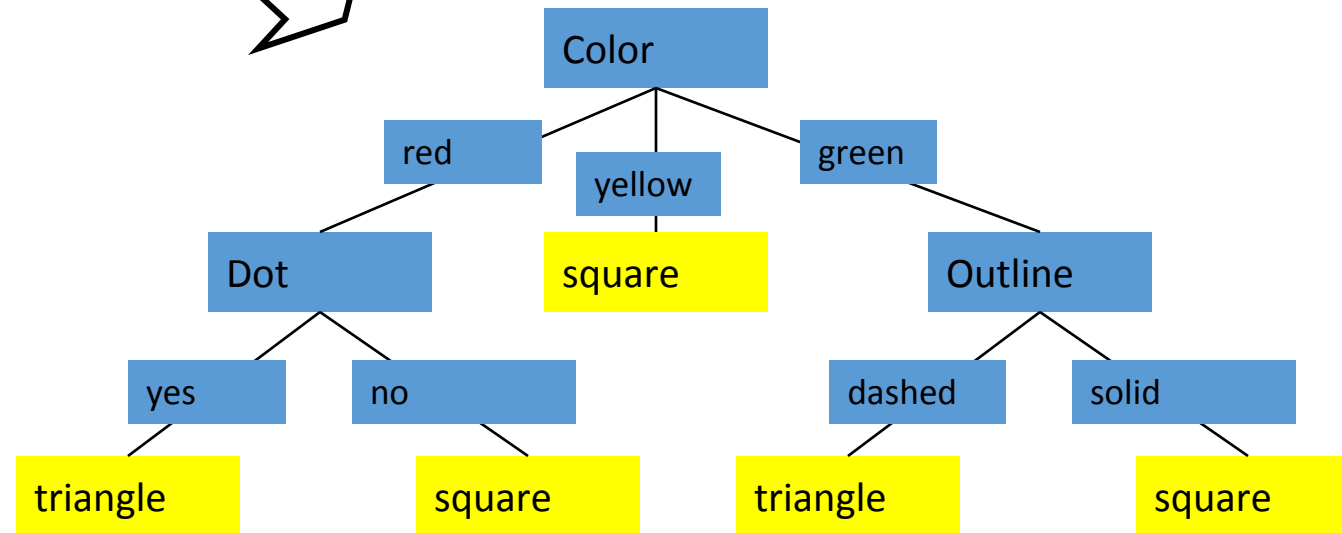 Color
red
yellow
green
Dot
square
Outline
yes
no
dashed
solid
triangle
square
triangle
square